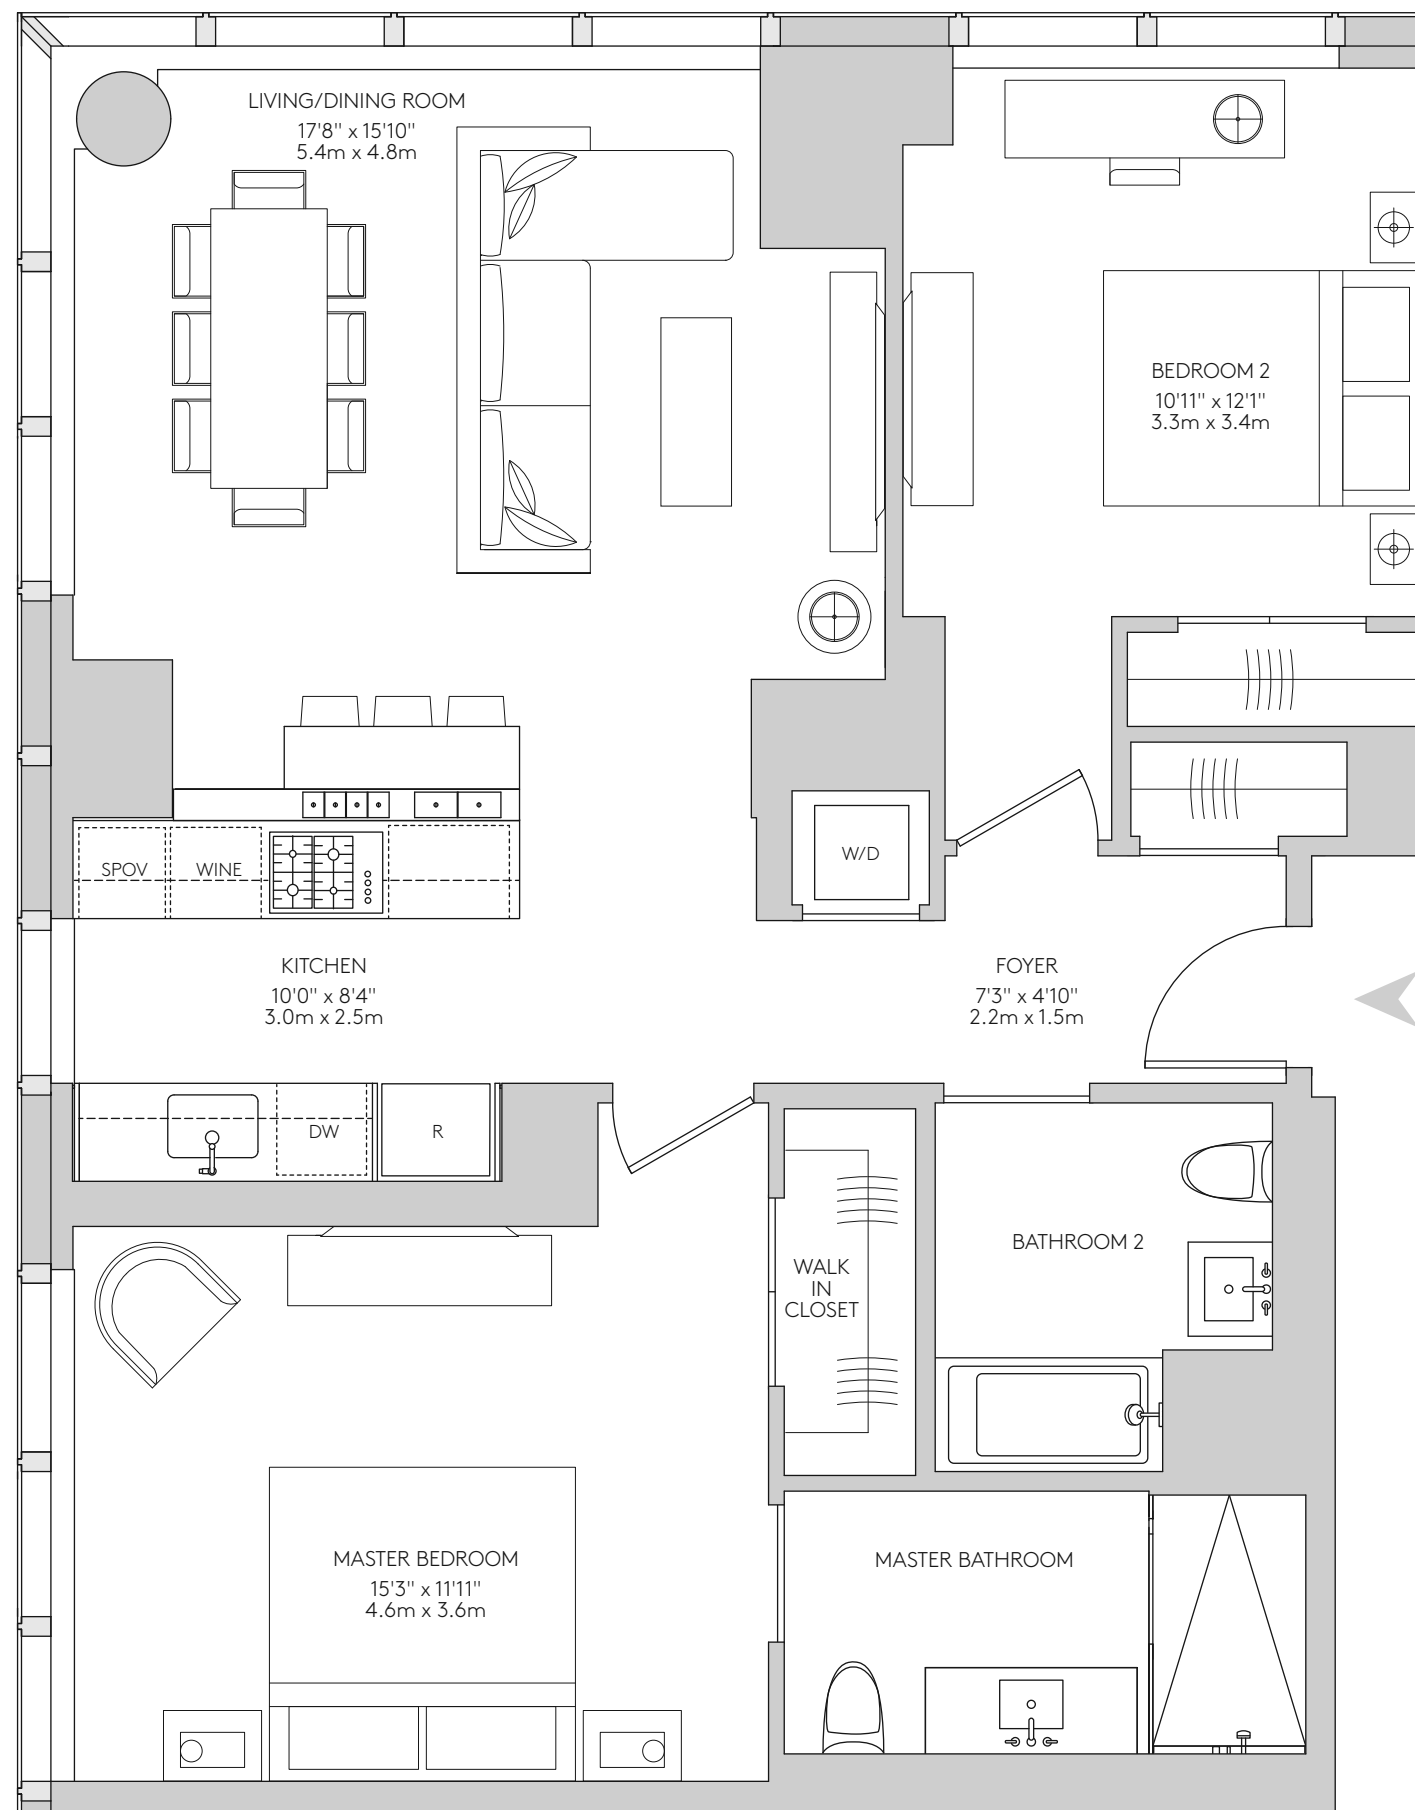 LIVING/DINING ROOM
17'8" x 15'10"
5.4m x 4.8m
BEDROOM 2
10'11" x 12'1"
3.3m x 3.4m
SPOV
WINE
W/D
KITCHEN
10'0" x 8'4"
3.0m x 2.5m
FOYER
7'3" x 4'10"
2.2m x 1.5m
DW
R
WALK
IN
CLOSET
BATHROOM 2
MASTER BEDROOM
15'3" x 11'11"
4.6m x 3.6m
MASTER BATHROOM